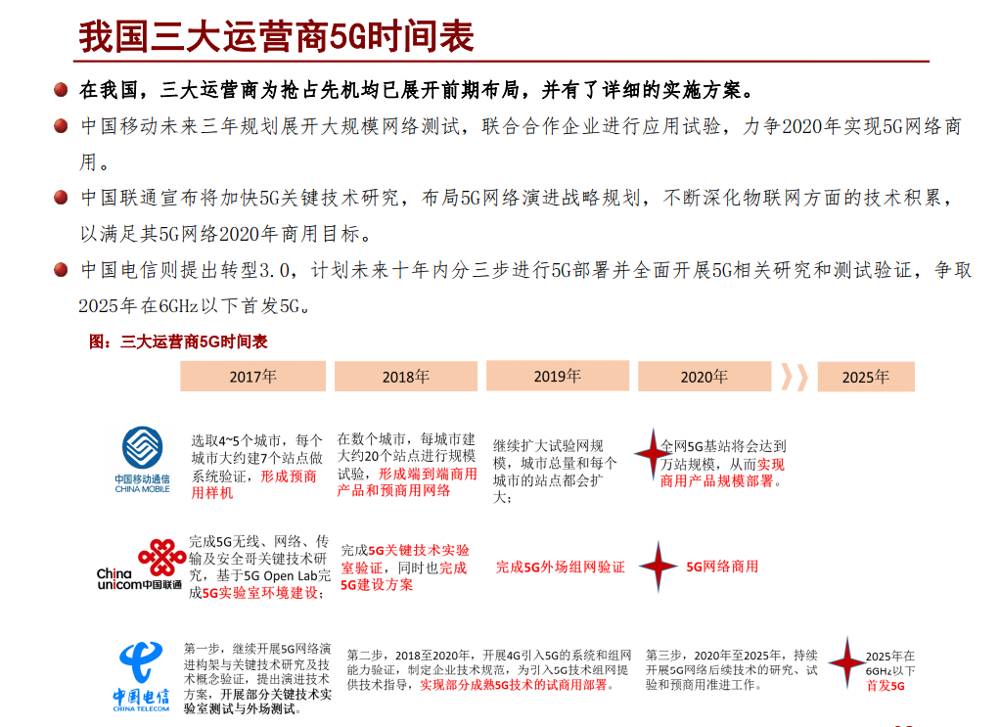 我国三大运营商5G时间表
在我国，三大运营商为抢占先机均已展开前期布局，并有了详细的实施方案。
中国移动未来三年规划展开大规模网络测试，联合合作企业进行应用试验，力争2020年实现5G网络商
用。
中国联通宣布将加快5G关键技术研究，布局5G网络演进战略规划，不断深化物联网方面的技术积累，
以满足其5G网络2020年商用目标。
中国电信则提出转型3.0，计划未来十年内分三步进行5G部署并全面开展5G相关研究和测试验证，争取
2025年在6GHz以下首发5G。
图：三大运营商5G时间表
2017年
2018年
2019年
2020年
2025年
中国移动通信
CHINA MOBILE
选取4~5个城市，每个
城市大约建7个站点做
系统验证，形成预商
用样机
在数个城市，每城市建
大约20个站点进行规模
试验，形成端到端商用
产品和预商用网络
继续扩大试验网规
模，城市总量和每个
城市的站点都会扩
大；
全网5G基站将会达到
万站规模，从而实现
商用产品规模部署。
China
unicom中国联通
完成5G无线、网络、传
输及安全哥关键技术研
究，基于5G Open Lab完
成5G实验室环境建设；
完成5G关键技术实验
室验证，同时也完成
5G建设方案
完成5G外场组网验证
5G网络商用
中国电信
CHINA TELECOM
第一步，继续开展5G网络演
进构架与关键技术研究及技
术概念验证，提出演进技术
方案，开展部分关键技术实
验室测试与外场测试。
第二步，2018至2020年，开展4G引入5G的系统和组网
能力验证，制定企业技术规范，为引入5G技术组网提
供技术指导，实现部分成熟5G技术的试商用部署。
第三步，2020年至2025年，持续
开展5G网络后续技术的研究、试
验和预商用准进工作。
2025年在
6GHz以下
首发5G